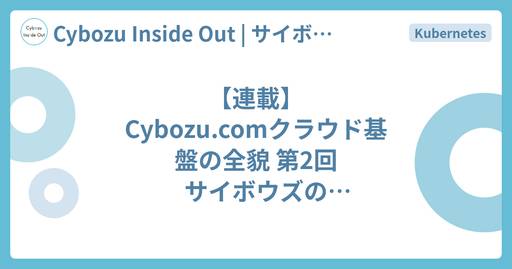 Cybozu Inside Out
Cybozu Inside Out | サイボ…
Kubernetes
【連載】
Cybozu.comクラウド基
盤の全貌 第2回
サイボウズの…